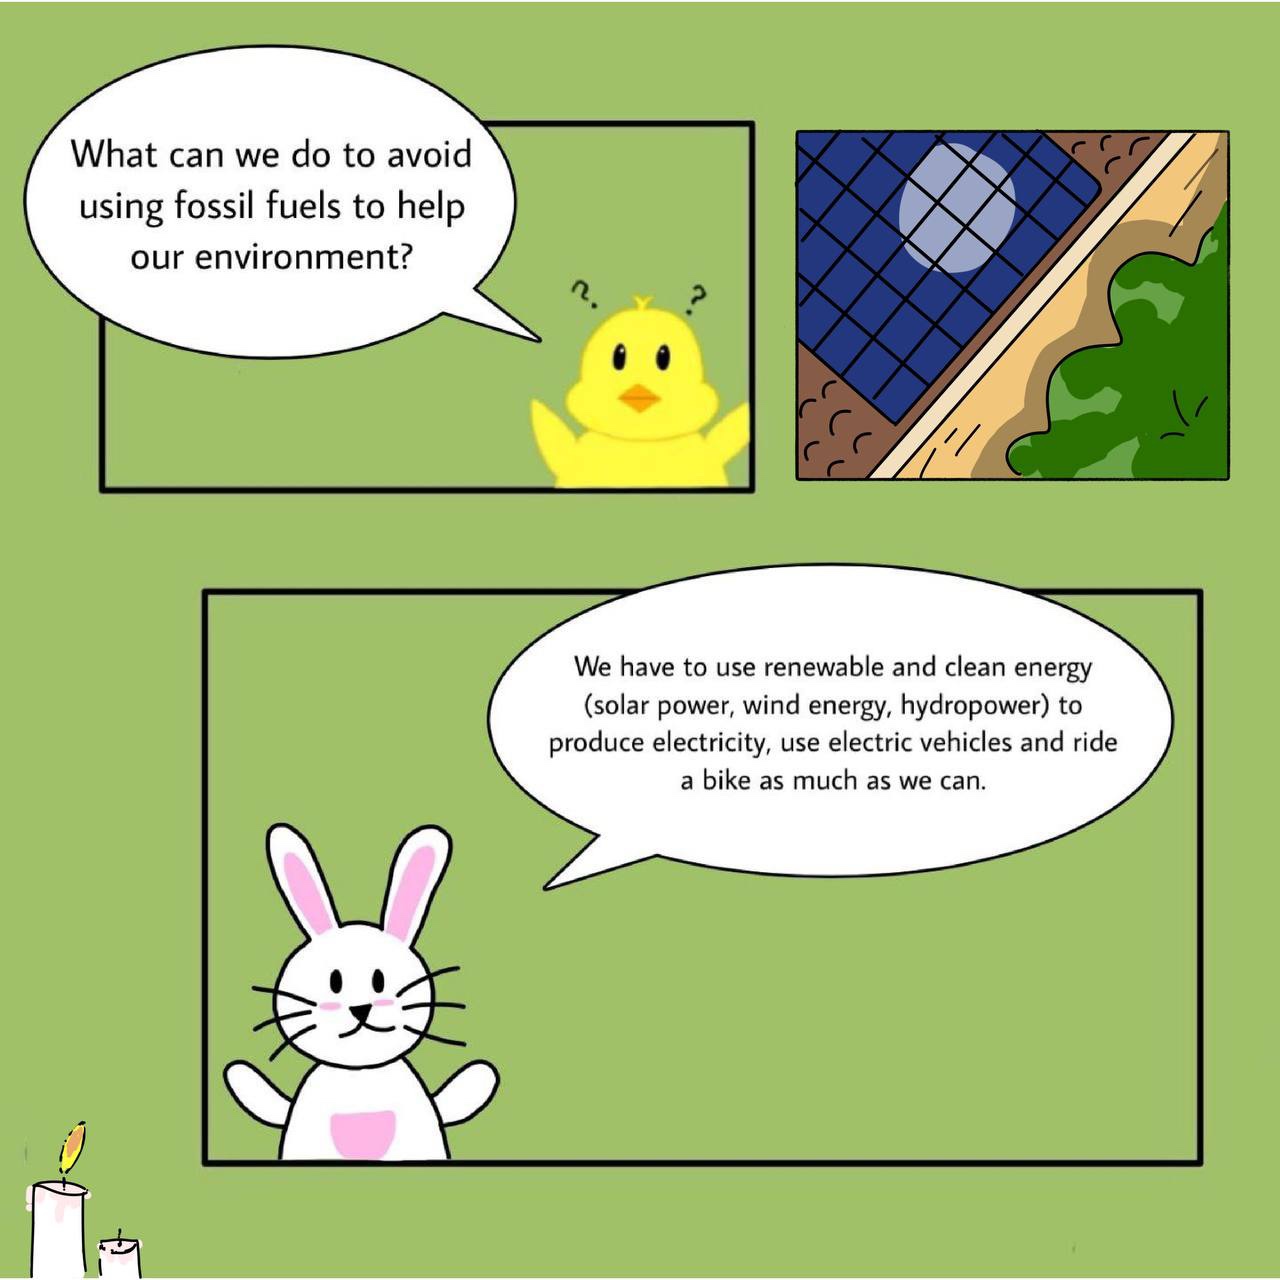 What can we do to avoid
using fossil fuels to help
our environment?
? ?
We have to use renewable and clean energy
(solar power, wind energy, hydropower) to
produce electricity, use electric vehicles and ride
a bike as much as we can.